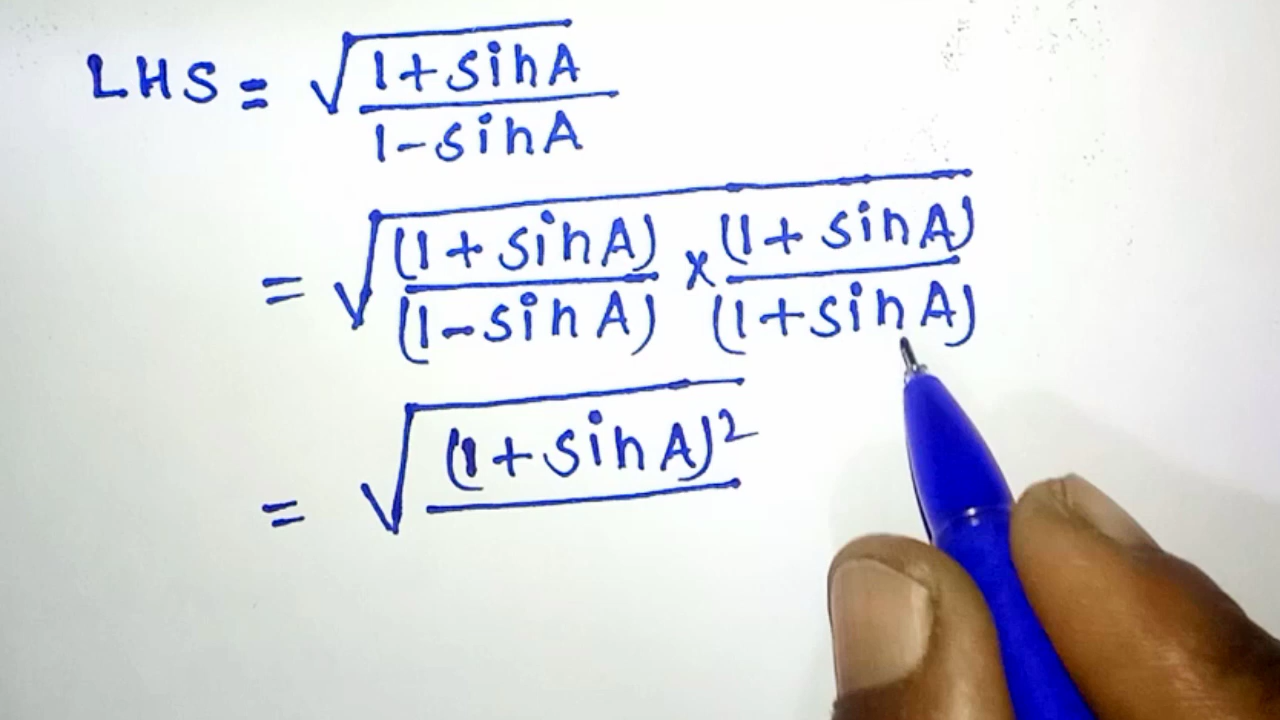 LHS = √(1+sinA
1-sinA
= √(1+sinA) × (1+sinA)
(1-sinA) (1+sinA)
= √(1+sinA)²